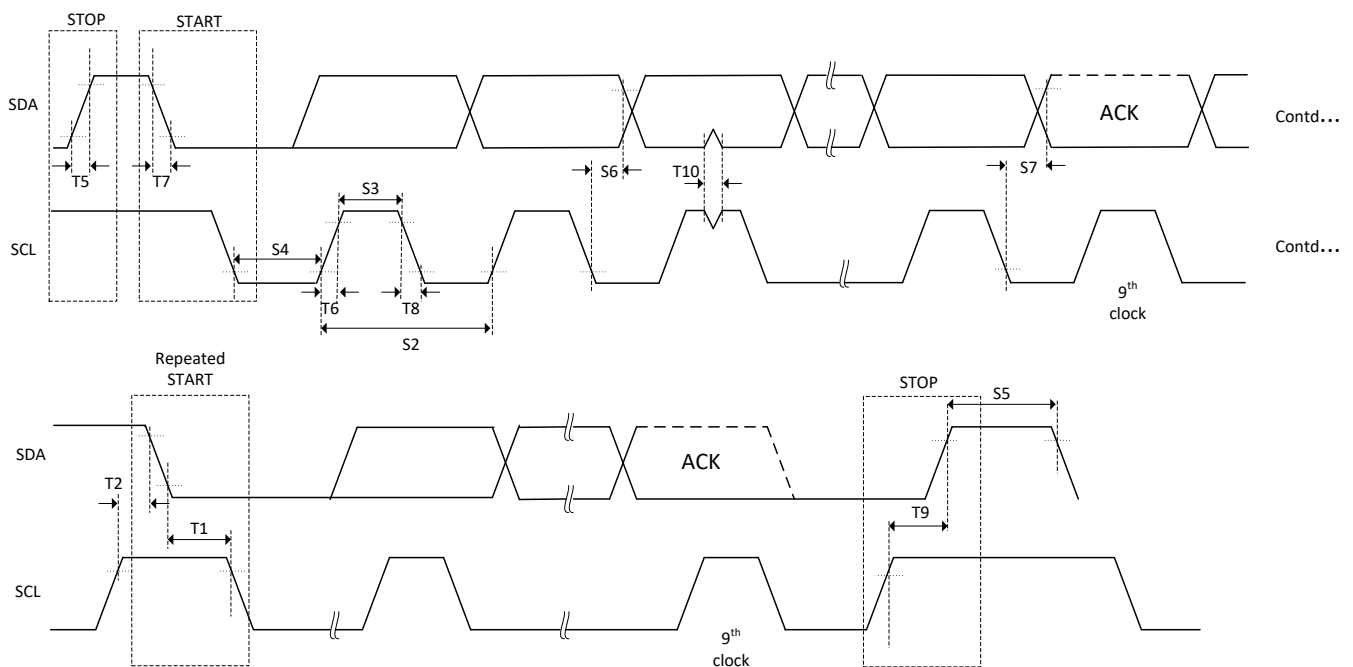 STOP
START
SDA
ACK
Contd...
T5
T7
S6
T10
S7
S3
SCL
S4
Contd...
T6
T8
9th
clock
S2
Repeated
START
STOP
S5
SDA
ACK
T2
T9
T1
SCL
9th
clock